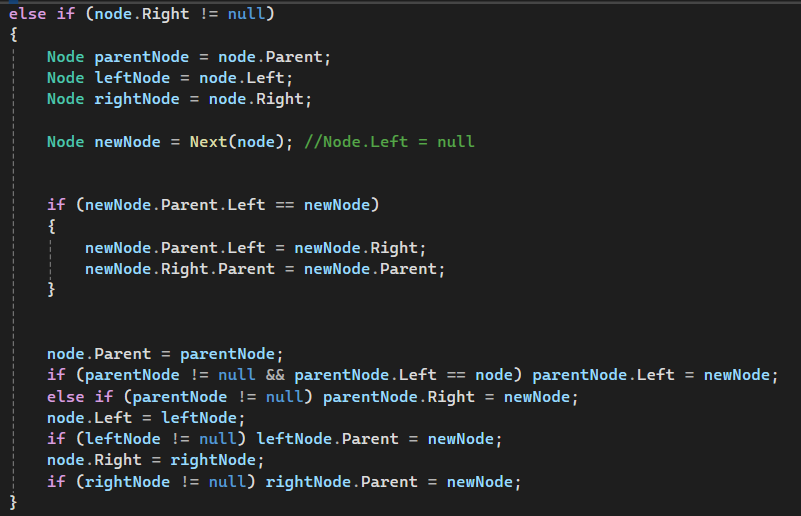 else if (node.Right != null)
{
Node parentNode = node.Parent;
Node leftNode = node.Left;
Node rightNode = node.Right;
Node newNode = Next(node); //Node.Left = null
if (newNode.Parent.Left == newNode)
{
newNode.Parent.Left = newNode.Right;
newNode.Right.Parent = newNode.Parent;
}
node.Parent = parentNode;
if (parentNode != null && parentNode.Left == node) parentNode.Left = newNode;
else if (parentNode != null) parentNode.Right = newNode;
node.Left = leftNode;
if (leftNode != null) leftNode.Parent = newNode;
node.Right = rightNode;
if (rightNode != null) rightNode.Parent = newNode;
}